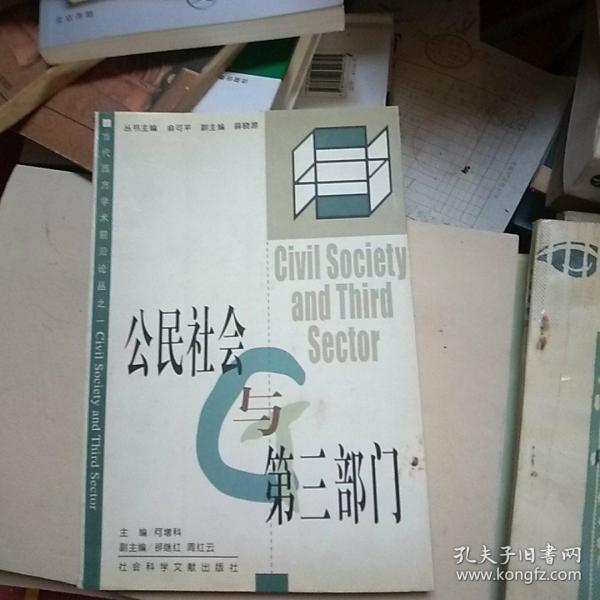 丛书主编 俞可平 副主编 薛晓源
当代西方学术前沿论丛之一 Civil Society and Third Sector
Civil Society
and Third
Sector
公民社会
与
第三部门
主编/何增科
副主编/郐继红 周红云
社会科学文献出版社
孔夫子旧书网
www.kongfz.com